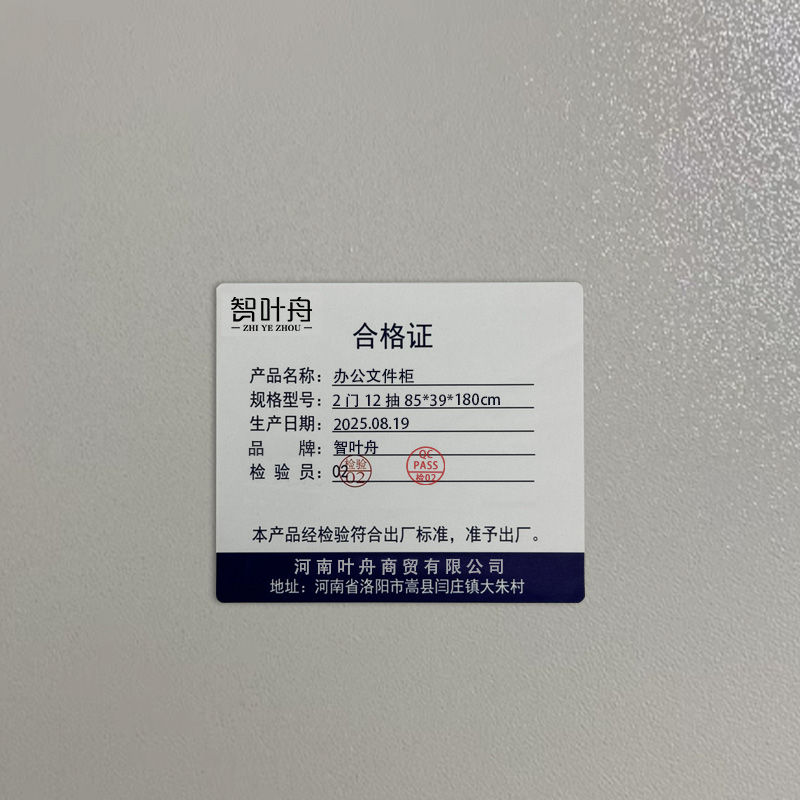 智叶舟
ZHI YE ZHOU
合格证
产品名称：办公文件柜
规格型号：2门12抽 85*39*180cm
生产日期：2025.08.19
品　牌：智叶舟
检 验 员：02
检验
02
QC
PASS
检02
本产品经检验符合出厂标准，准予出厂。
河南叶舟商贸有限公司
地址：河南省洛阳市嵩县闫庄镇大朱村